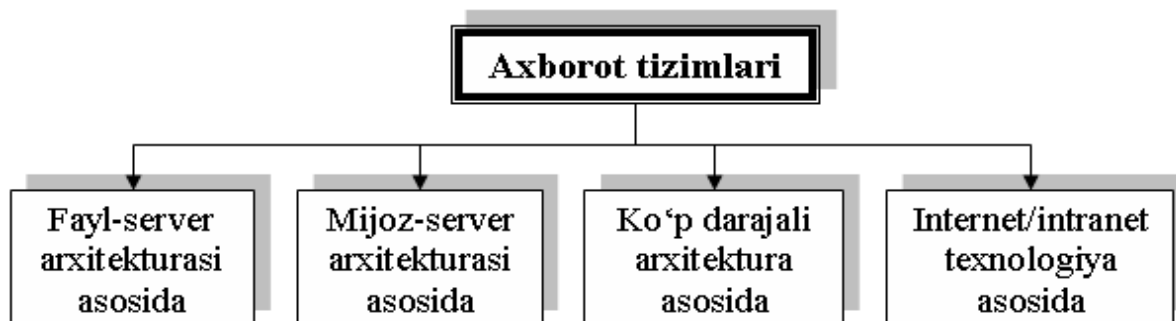 Axborot tizimlari
Fayl-server
arxitekturasi
asosida
Mijoz-server
arxitekturasi
asosida
Ko‘p darajali
arxitektura
asosida
Internet/intranet
texnologiya
asosida